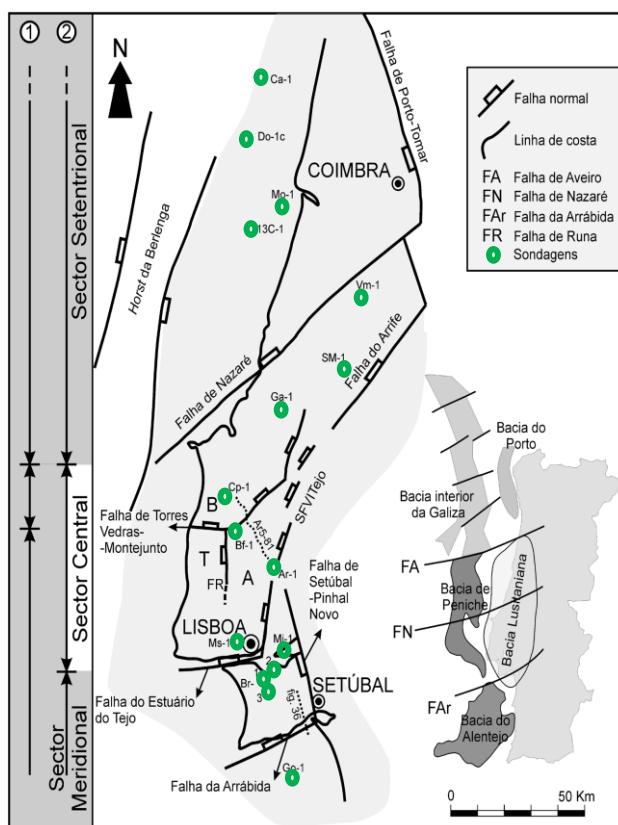 1 2
Sector Setentrional
Sector Central
Sector
Meridional
N
Ca-1
Do-1c
Mo-1
13C-1
COIMBRA
Falha de Porto-Tomar
Horst da Berlenga
Vm-1
SM-1
Falha do Arrife
Falha de Nazaré
Ga-1
Cp-1
B
SFVITejo
Falha de Torres
Vedras-
-Montejunto
Bf-1
Ar5-81
T
A
Ar-1
FR
Falha de
Setúbal
-Pinhal
Novo
LISBOA
Ms-1
Mi-1
2
1
Br-
3
SETÚBAL
fig. 36
Falha do Estuário
do Tejo
Falha da Arrábida
Go-1
Falha normal
Linha de costa
FA Falha de Aveiro
FN Falha de Nazaré
FAr Falha da Arrábida
FR Falha de Runa
Sondagens
Bacia do
Porto
Bacia interior
da Galiza
FA
Bacia de
Peniche
Bacia Lusitaniana
FN
FAr
Bacia do
Alentejo
0 50 Km